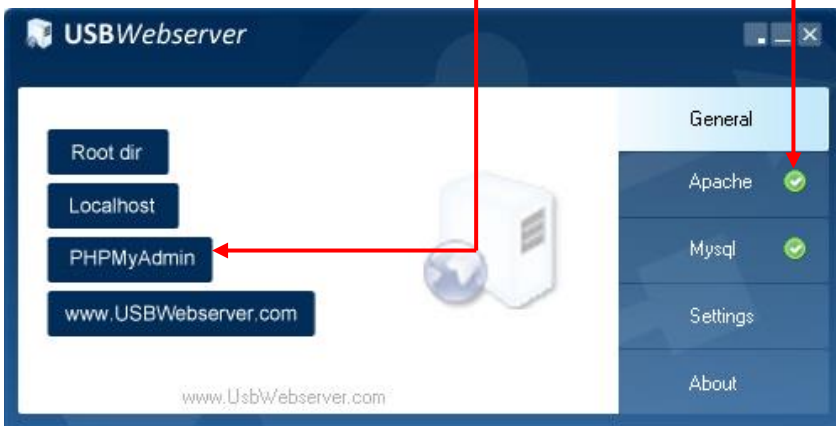 USBWebserver
General
Root dir
Apache
Localhost
PHPMyAdmin
Mysql
www.USBWebserver.com
Settings
About
www.UsbWebserver.com